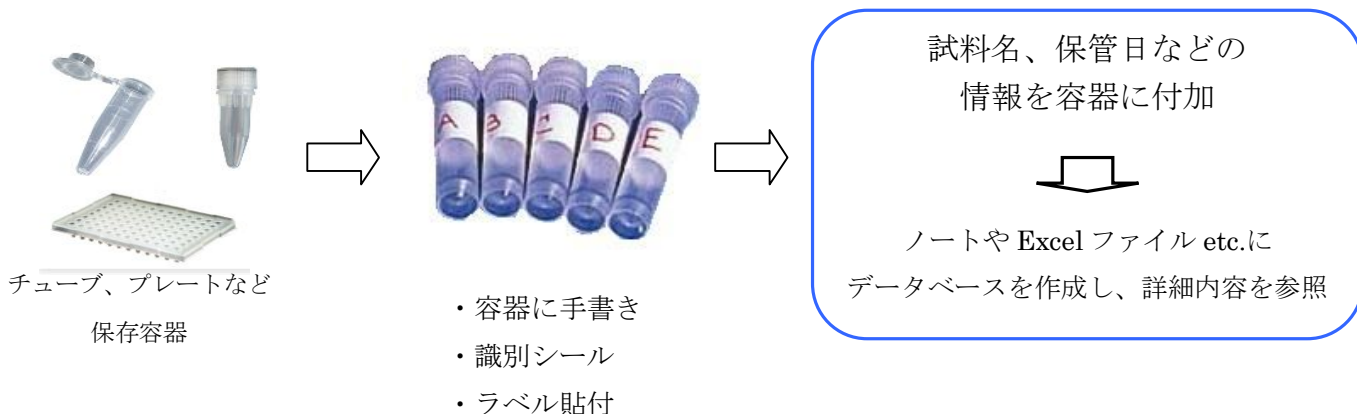 チューブ、プレートなど
保存容器
A
B
C
D
E
・容器に手書き
・識別シール
・ラベル貼付
試料名、保管日などの
情報を容器に付加
ノートや Excel ファイル etc.に
データベースを作成し、詳細内容を参照